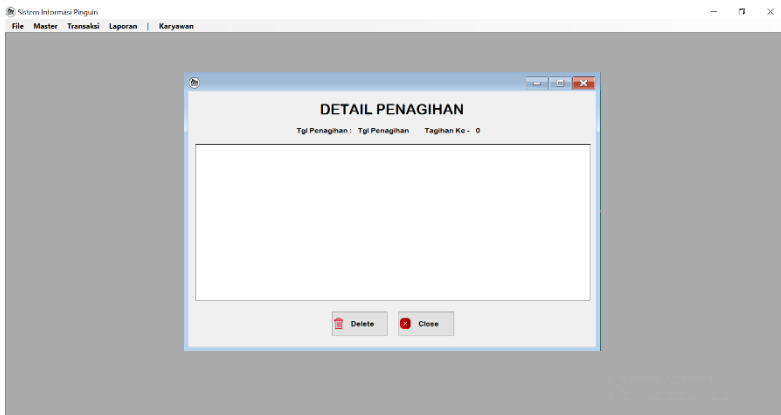 Sistem Informasi Pinguin
File Master Transaksi Laporan | Karyawan
DETAIL PENAGIHAN
Tgl Penagihan : Tgl Penagihan Tagihan Ke - 0
Delete Close